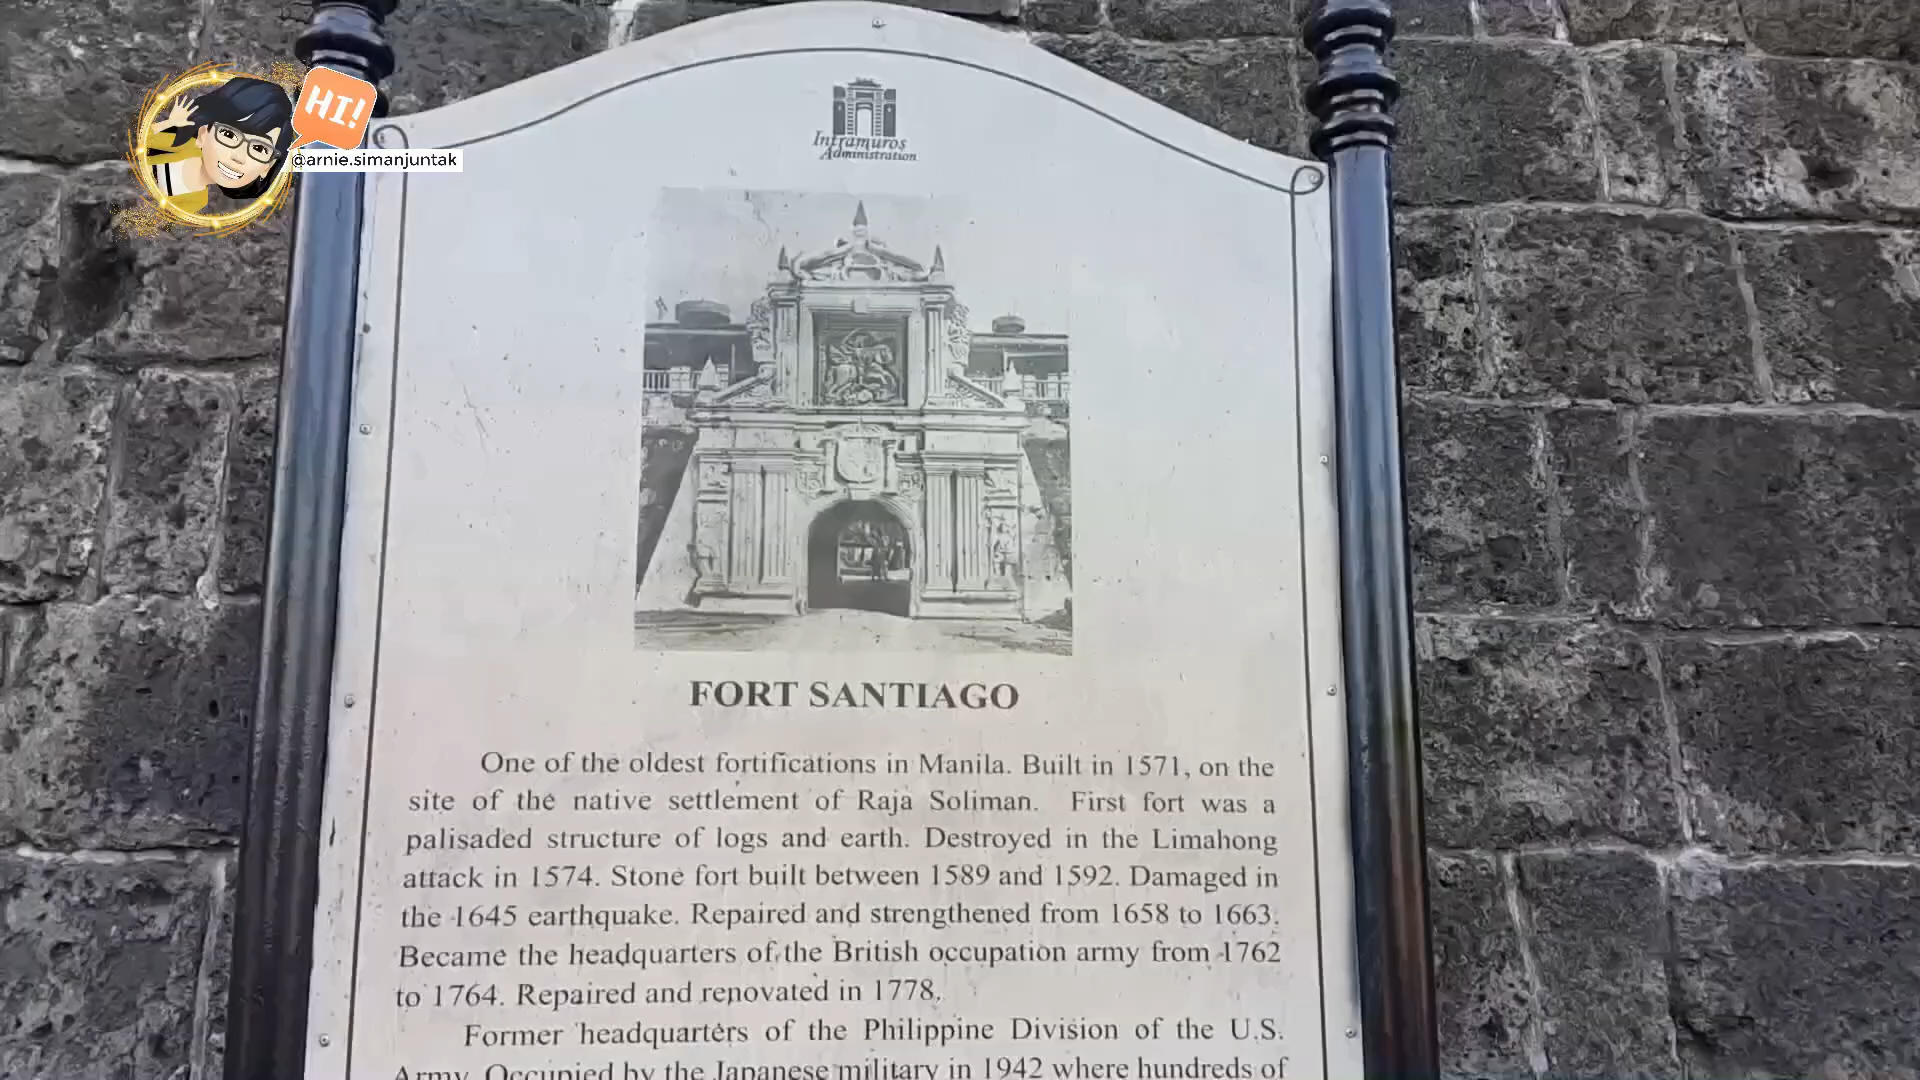 HI!
@arnie.simanjuntak
Intramuros
Administration
FORT SANTIAGO
One of the oldest fortifications in Manila. Built in 1571, on the
site of the native settlement of Raja Soliman. First fort was a
palisaded structure of logs and earth. Destroyed in the Limahong
attack in 1574. Stone fort built between 1589 and 1592. Damaged in
the 1645 earthquake. Repaired and strengthened from 1658 to 1663.
Became the headquarters of the British occupation army from 1762
to 1764. Repaired and renovated in 1778.
Former headquarters of the Philippine Division of the U.S.
Army. Occupied by the Japanese military in 1942 where hundreds of